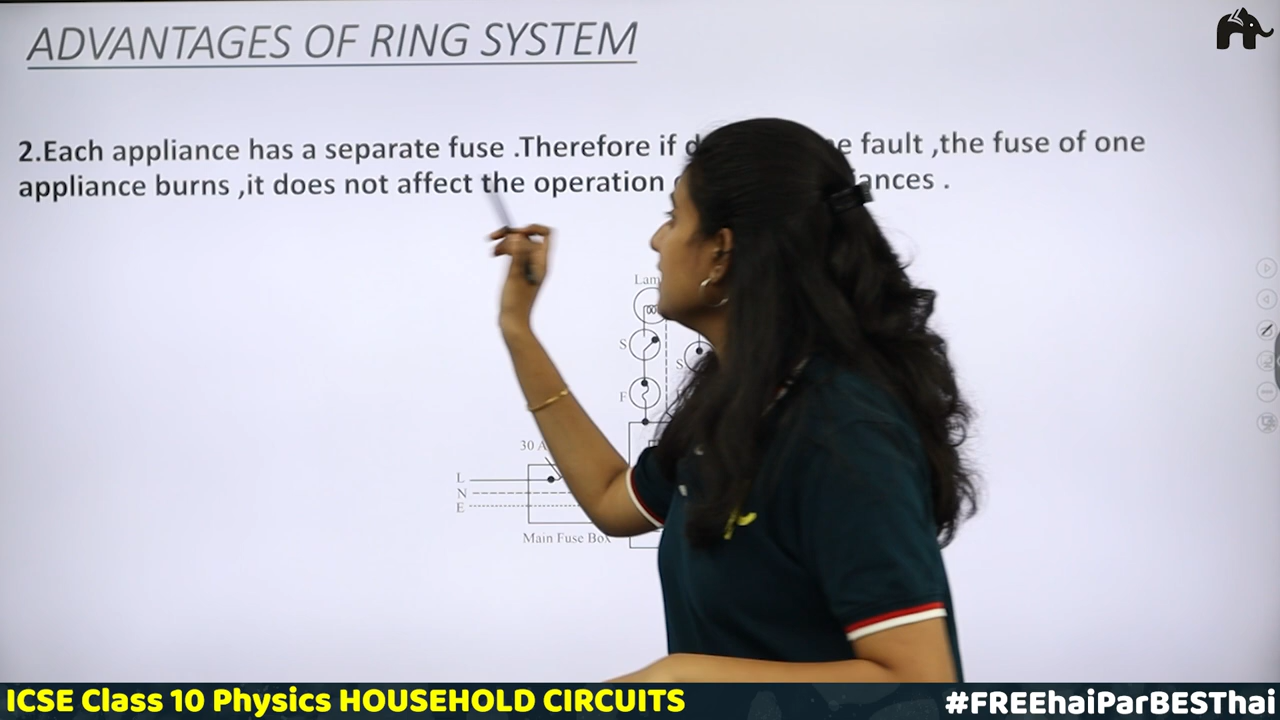 ADVANTAGES OF RING SYSTEM
2.Each appliance has a separate fuse .Therefore if fault ,the fuse of one
appliance burns ,it does not affect the operation .
Lam
S
S
F
30 A
L
N
E
Main Fuse Box
ICSE Class 10 Physics HOUSEHOLD CIRCUITS
#FREEhaiParBESThai